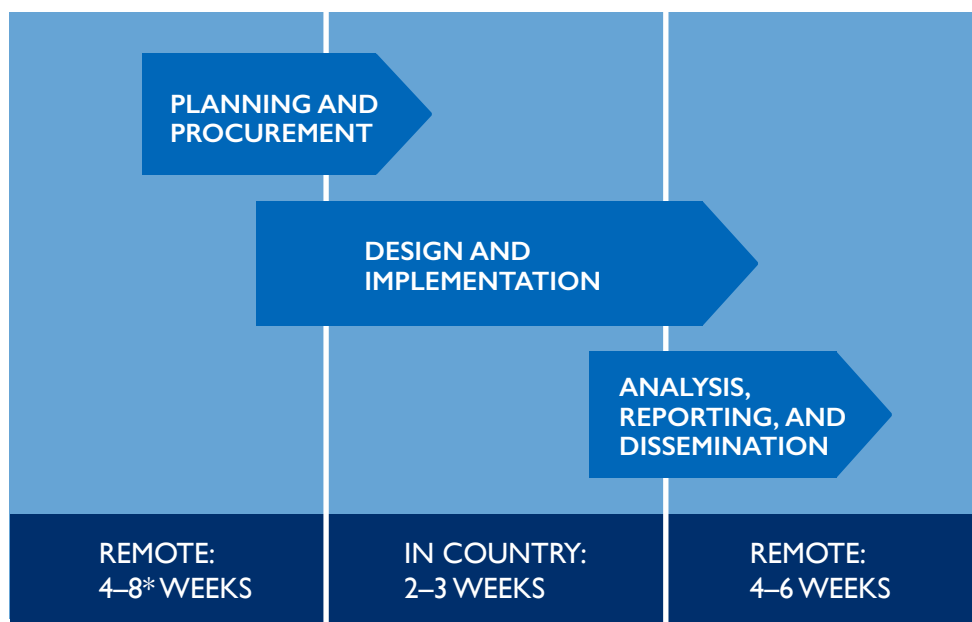 PLANNING AND
PROCUREMENT
DESIGN AND
IMPLEMENTATION
ANALYSIS,
REPORTING, AND
DISSEMINATION
REMOTE:
4–8* WEEKS
IN COUNTRY:
2–3 WEEKS
REMOTE:
4–6 WEEKS